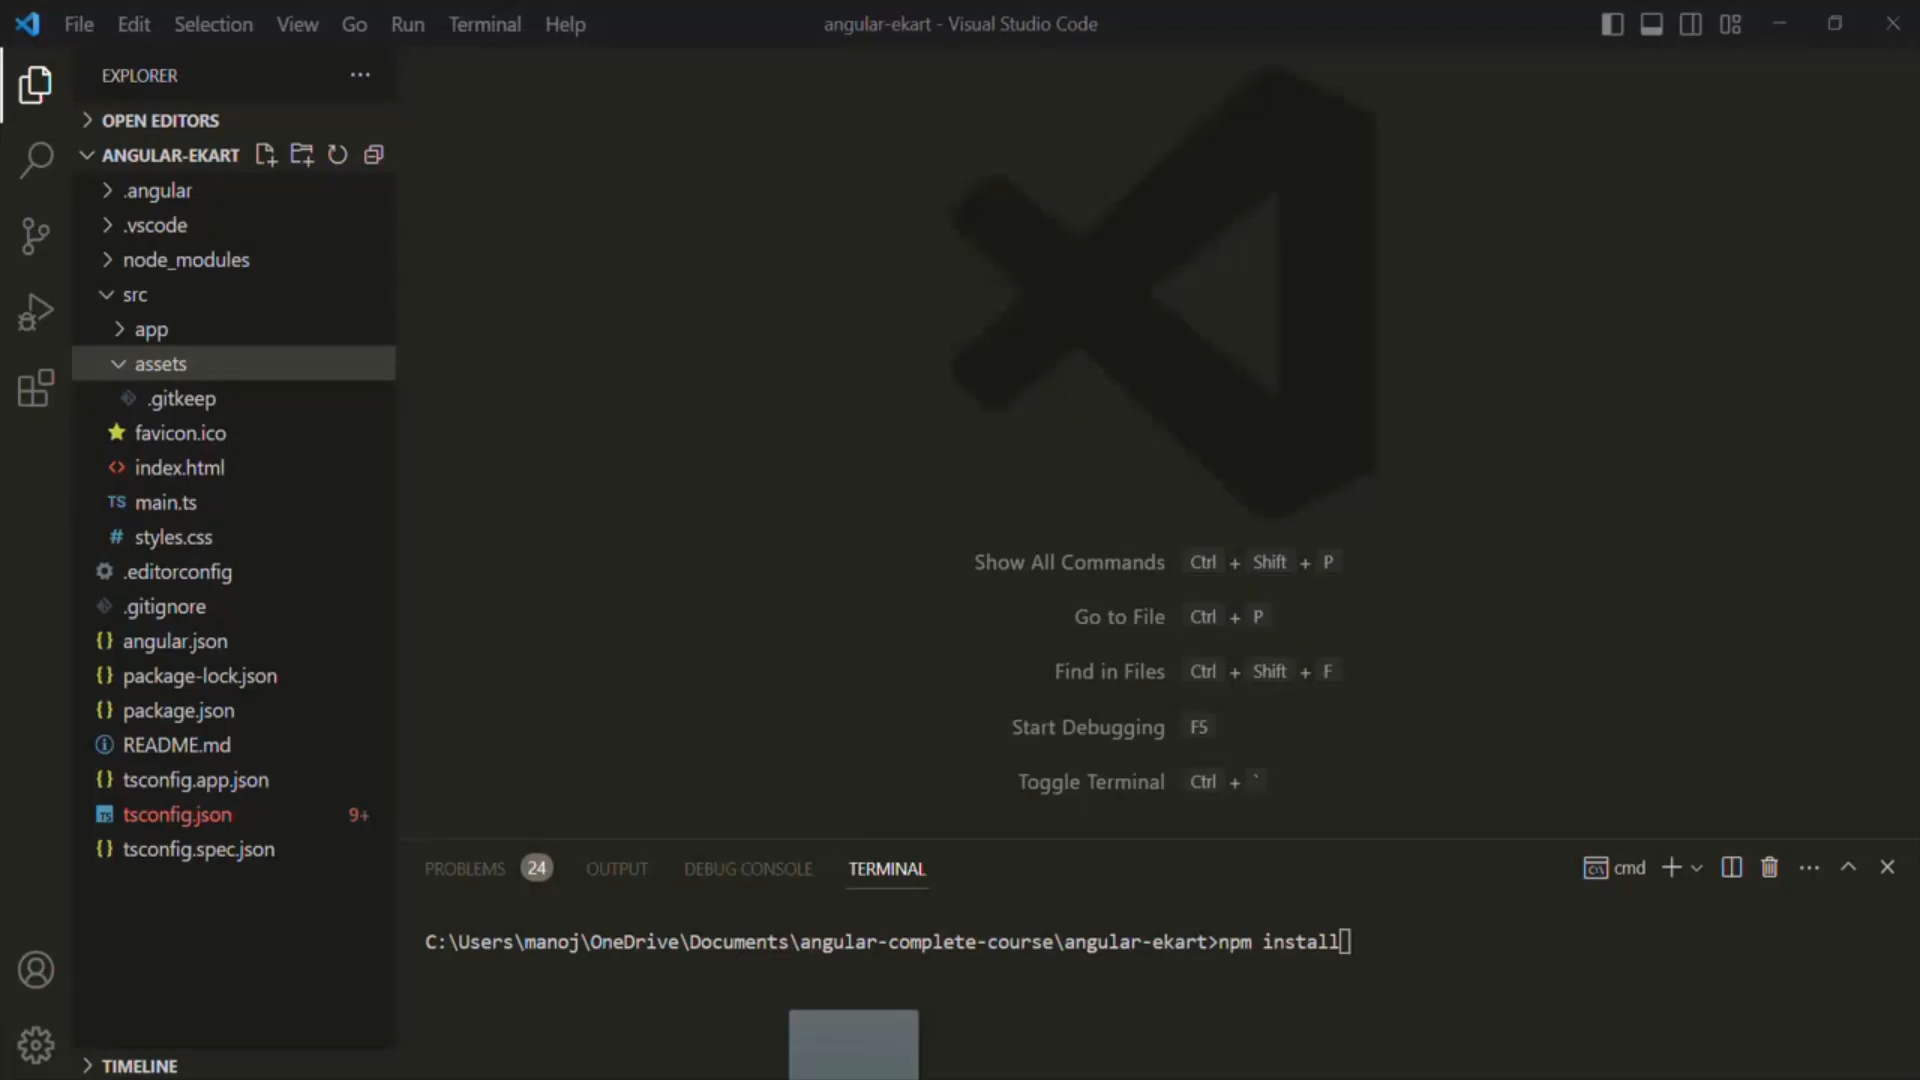 File Edit Selection View Go Run Terminal Help
angular-ekart - Visual Studio Code
EXPLORER
OPEN EDITORS
ANGULAR-EKART
.angular
.vscode
node_modules
src
app
assets
.gitkeep
favicon.ico
<> index.html
TS main.ts
# styles.css
.editorconfig
.gitignore
{} angular.json
{} package-lock.json
{} package.json
README.md
{} tsconfig.app.json
TS tsconfig.json 9+
{} tsconfig.spec.json
TIMELINE
Show All Commands Ctrl + Shift + P
Go to File Ctrl + P
Find in Files Ctrl + Shift + F
Start Debugging F5
Toggle Terminal Ctrl + `
PROBLEMS 24 OUTPUT DEBUG CONSOLE TERMINAL
cmd
C:\Users\manoj\OneDrive\Documents\angular-complete-course\angular-ekart>npm install